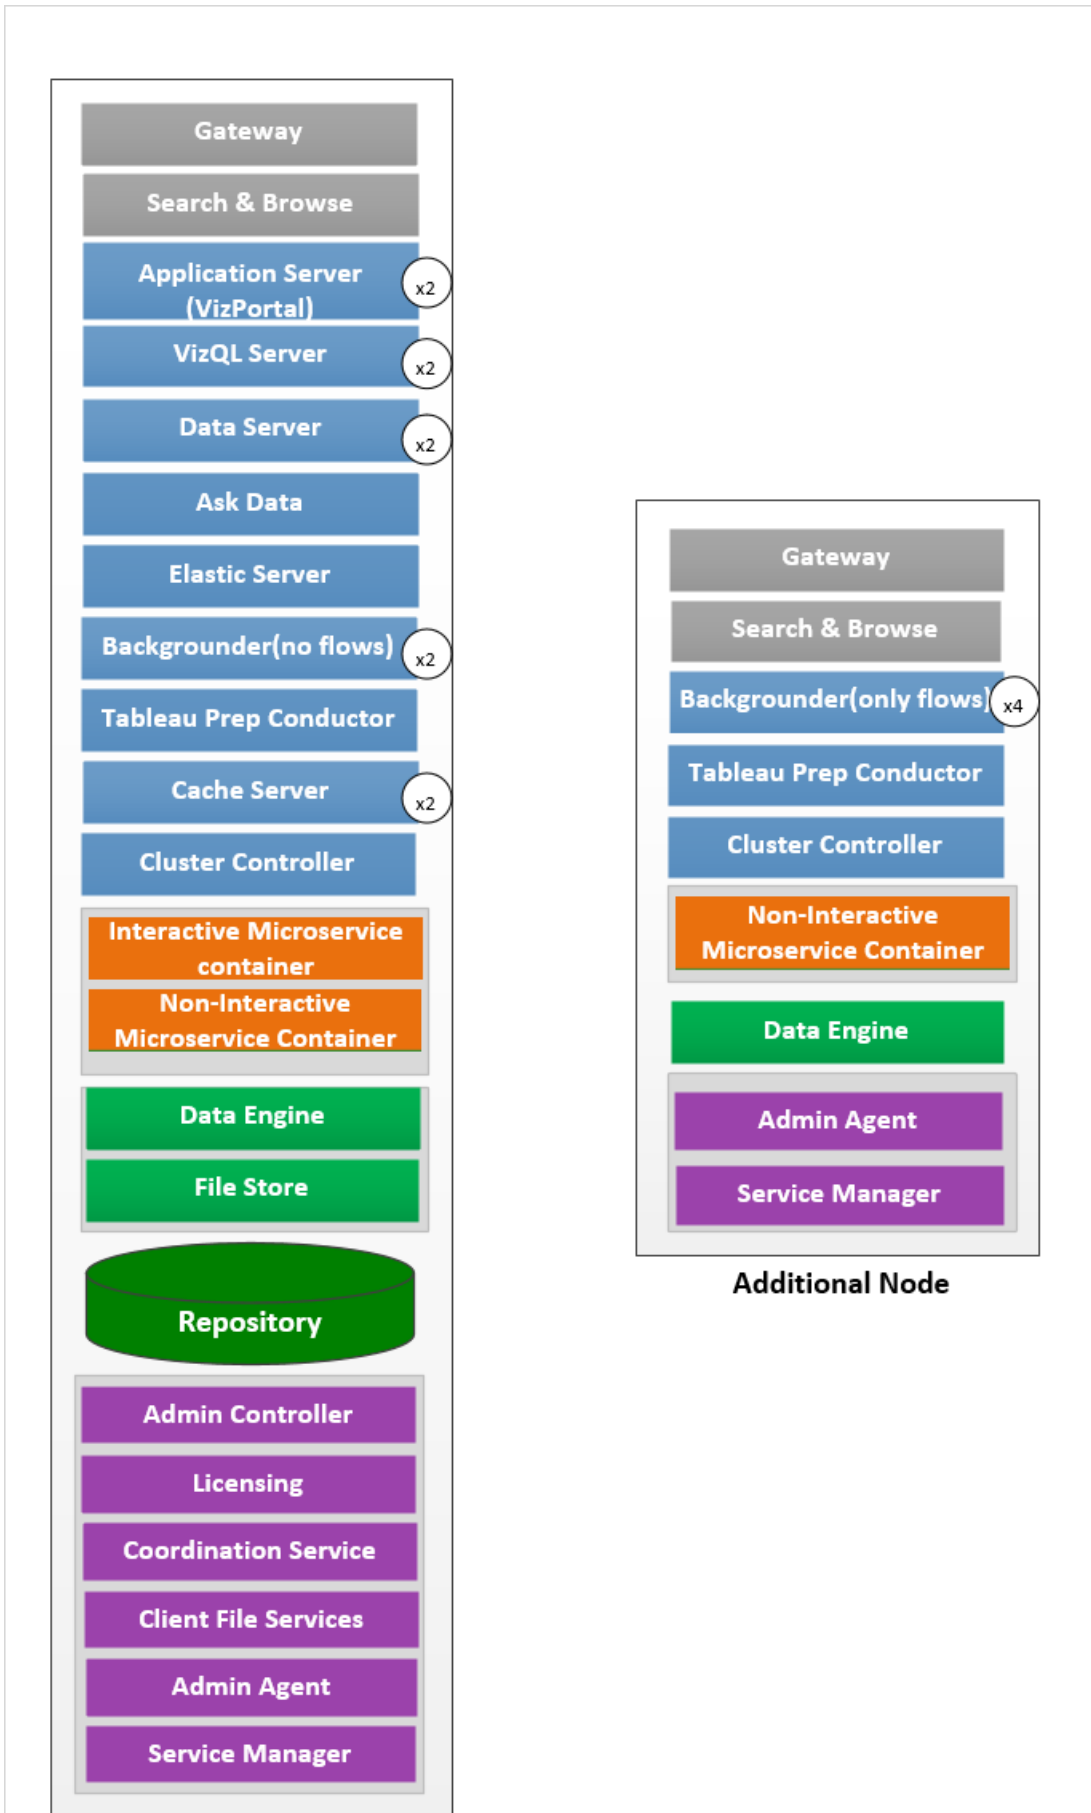 Gateway
Search & Browse
Application Server
(VizPortal)
x2
VizQL Server
x2
Data Server
x2
Ask Data
Elastic Server
Backgrounder(no flows)
x2
Tableau Prep Conductor
Cache Server
x2
Cluster Controller
Interactive Microservice
container
Non-Interactive
Microservice Container
Data Engine
File Store
Repository
Admin Controller
Licensing
Coordination Service
Client File Services
Admin Agent
Service Manager
Gateway
Search & Browse
Backgrounder(only flows)
x4
Tableau Prep Conductor
Cluster Controller
Non-Interactive
Microservice Container
Data Engine
Admin Agent
Service Manager
Additional Node